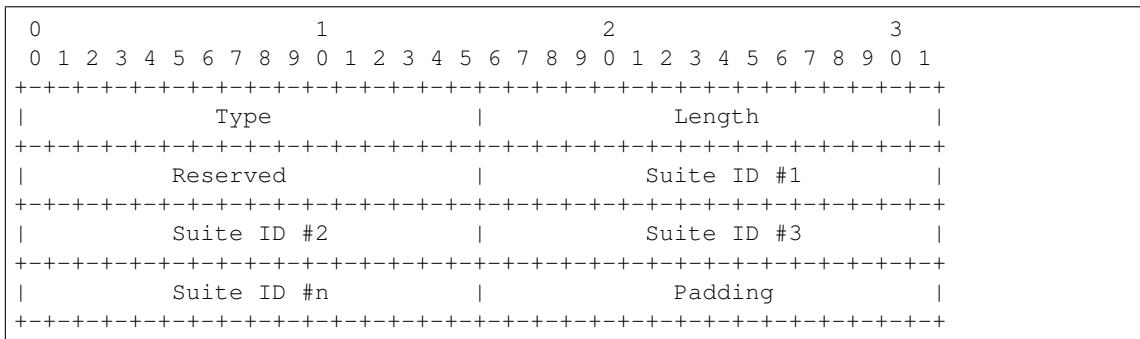 0                   1                   2                   3
 0 1 2 3 4 5 6 7 8 9 0 1 2 3 4 5 6 7 8 9 0 1 2 3 4 5 6 7 8 9 0 1
+-+-+-+-+-+-+-+-+-+-+-+-+-+-+-+-+-+-+-+-+-+-+-+-+-+-+-+-+-+-+-+-+
|             Type              |             Length            |
+-+-+-+-+-+-+-+-+-+-+-+-+-+-+-+-+-+-+-+-+-+-+-+-+-+-+-+-+-+-+-+-+
|          Reserved             |           Suite ID #1         |
+-+-+-+-+-+-+-+-+-+-+-+-+-+-+-+-+-+-+-+-+-+-+-+-+-+-+-+-+-+-+-+-+
|          Suite ID #2          |           Suite ID #3         |
+-+-+-+-+-+-+-+-+-+-+-+-+-+-+-+-+-+-+-+-+-+-+-+-+-+-+-+-+-+-+-+-+
|          Suite ID #n          |             Padding           |
+-+-+-+-+-+-+-+-+-+-+-+-+-+-+-+-+-+-+-+-+-+-+-+-+-+-+-+-+-+-+-+-+